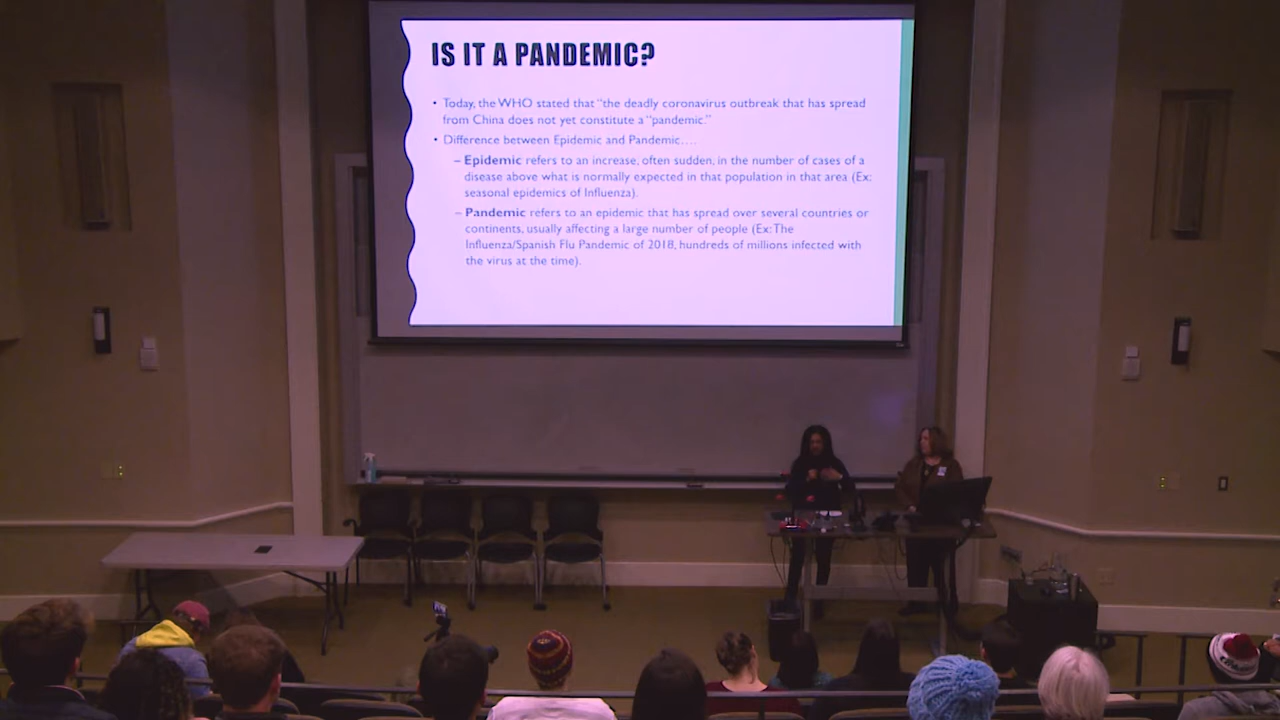 IS IT A PANDEMIC?
• Today, the WHO stated that "the deadly coronavirus outbreak that has spread
from China does not yet constitute a "pandemic."
• Difference between Epidemic and Pandemic….
– Epidemic refers to an increase, often sudden, in the number of cases of a
disease above what is normally expected in that population in that area (Ex:
seasonal epidemics of Influenza).
– Pandemic refers to an epidemic that has spread over several countries or
continents, usually affecting a large number of people (Ex: The
Influenza/Spanish Flu Pandemic of 2018, hundreds of millions infected with
the virus at the time).